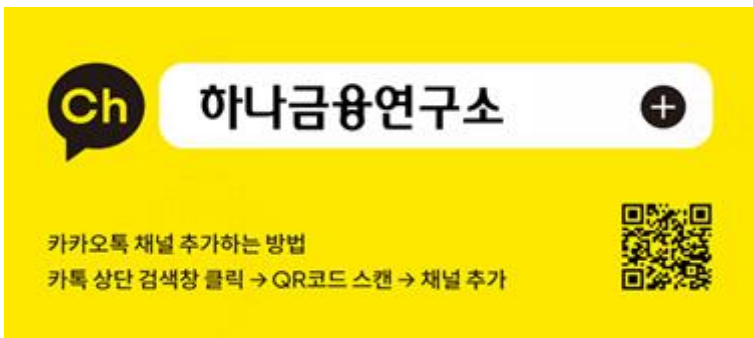 Ch 하나금융연구소 +
카카오톡 채널 추가하는 방법
카톡 상단 검색창 클릭 → QR코드 스캔 → 채널 추가